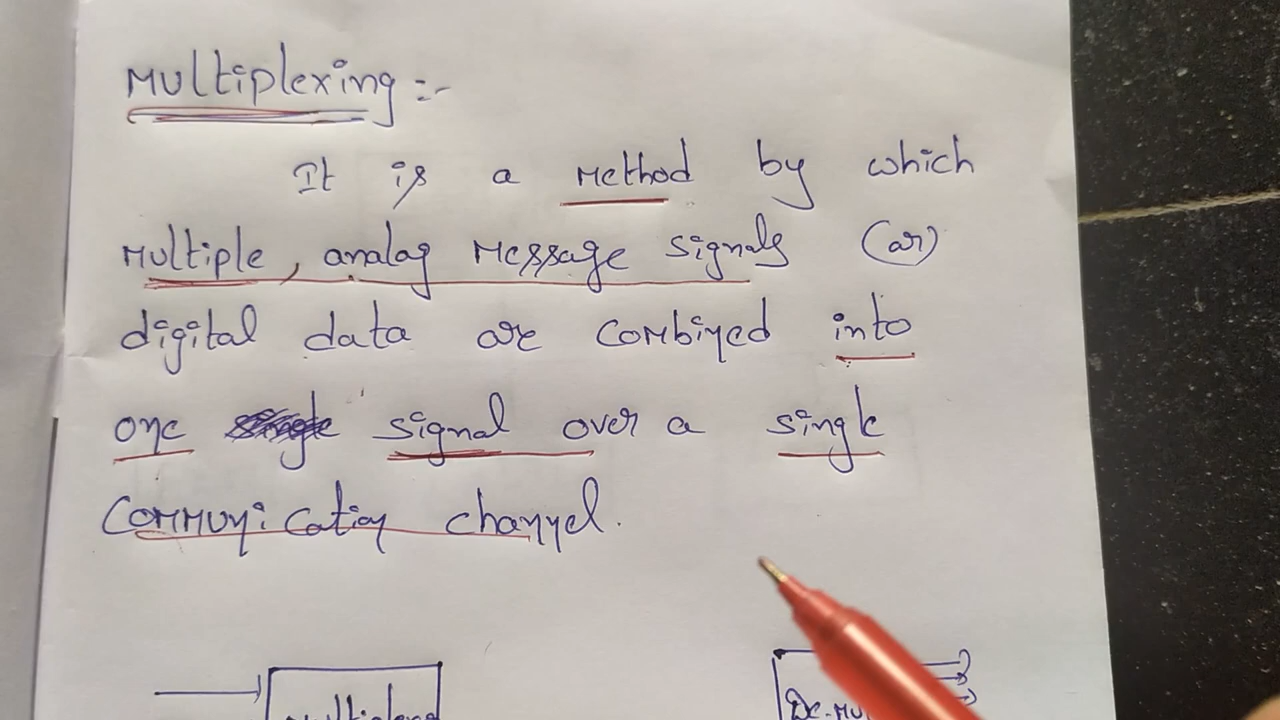 Multiplexing :-
It is a method by which
multiple, analog message signals (or)
digital data are combined into
one signal over a single
communication channel.